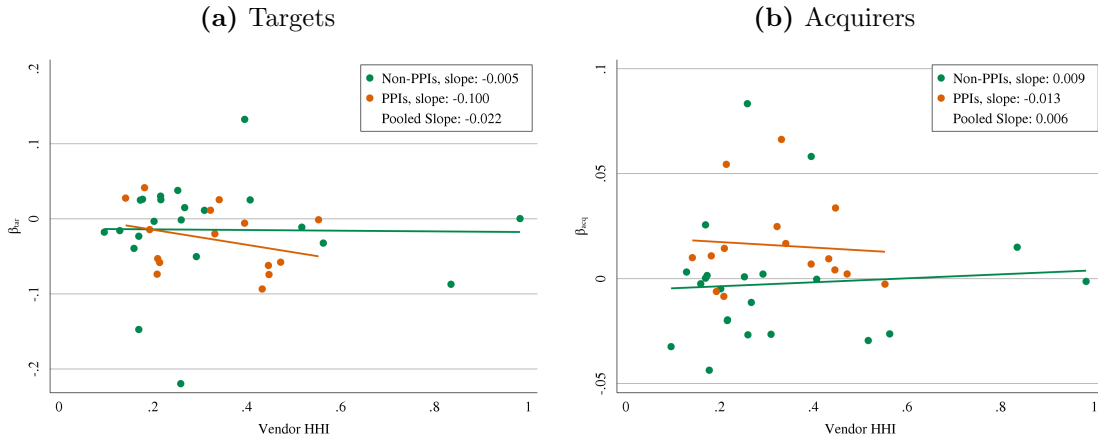 (a) Targets
.2
.1
0
-.1
-.2
βtar
0
.2
.4
.6
.8
1
Vendor HHI
Non-PPIs, slope: -0.005
PPIs, slope: -0.100
Pooled Slope: -0.022
(b) Acquirers
.1
.05
0
-.05
βacq
0
.2
.4
.6
.8
1
Vendor HHI
Non-PPIs, slope: 0.009
PPIs, slope: -0.013
Pooled Slope: 0.006